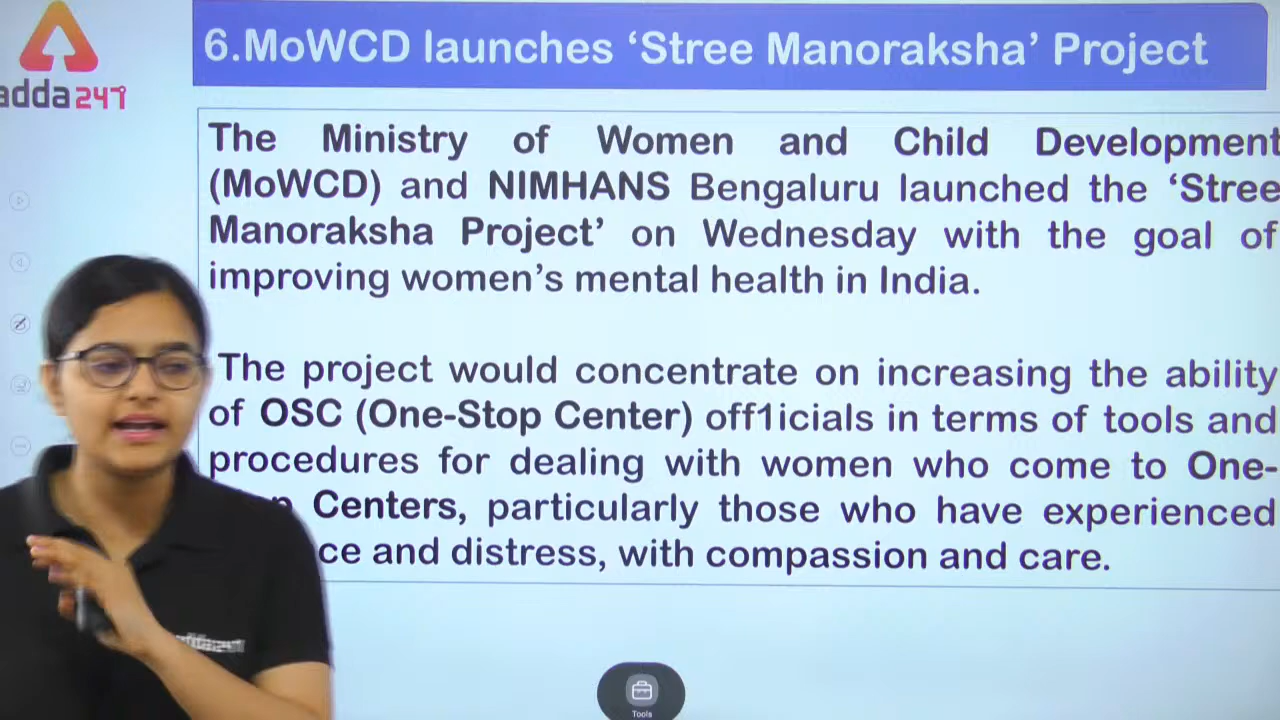 adda247
6.MoWCD launches ‘Stree Manoraksha’ Project
The Ministry of Women and Child Development
(MoWCD) and NIMHANS Bengaluru launched the ‘Stree
Manoraksha Project’ on Wednesday with the goal of
improving women’s mental health in India.
The project would concentrate on increasing the ability
of OSC (One-Stop Center) off1icials in terms of tools and
procedures for dealing with women who come to One-
Centers, particularly those who have experienced
and distress, with compassion and care.
adda247
Tools